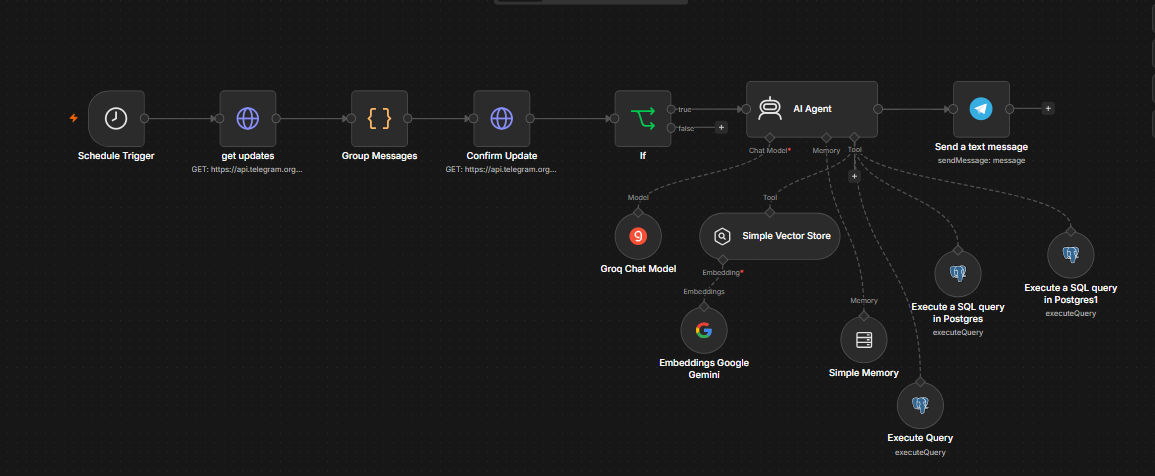 true
false
AI Agent
Schedule Trigger
get updates
GET: https://api.telegram.org...
Group Messages
Confirm Update
GET: https://api.telegram.org...
If
Chat Model*
Memory
Tool
Send a text message
sendMessage: message
Model
Groq Chat Model
Tool
Simple Vector Store
Embedding*
Embeddings
Embeddings Google
Gemini
Memory
Simple Memory
Execute a SQL query
in Postgres
executeQuery
Execute a SQL query
in Postgres1
executeQuery
Execute Query
executeQuery